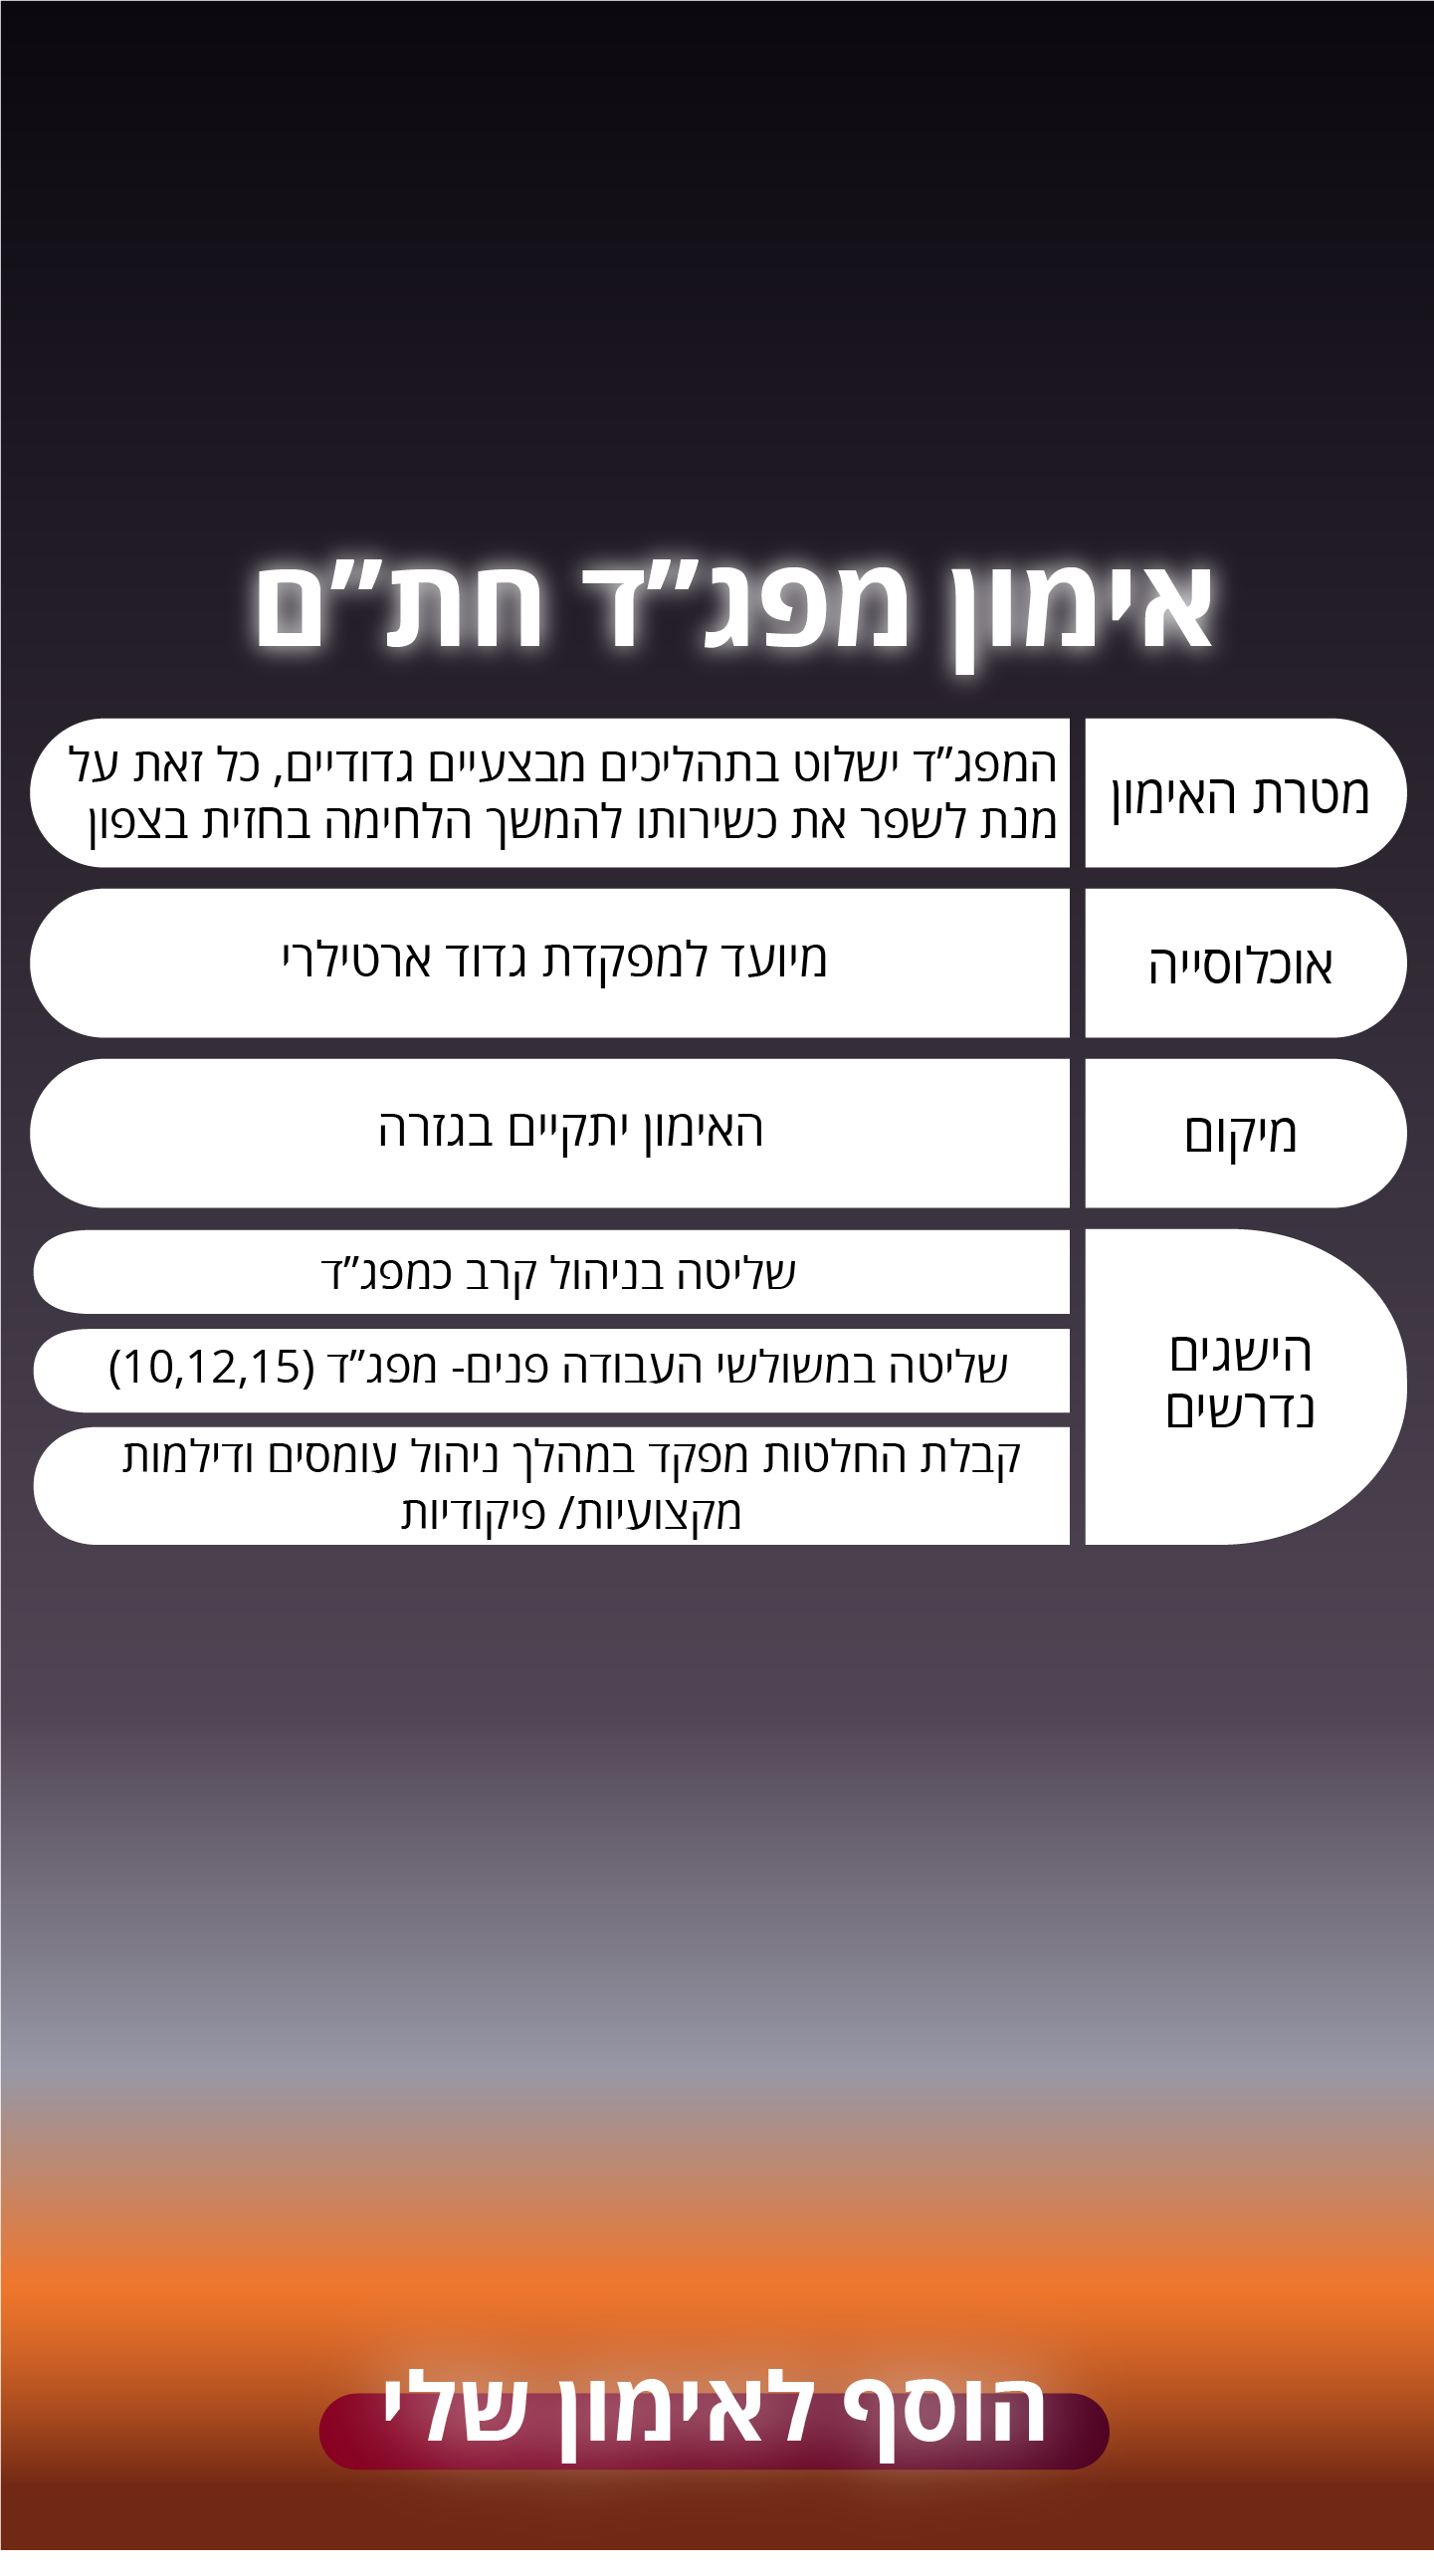 אימון מפג”ד חת”ם
מטרת האימון
המפג”ד ישלוט בתהליכים מבצעיים גדודיים, כל זאת על
מנת לשפר את כשירותו להמשך הלחימה בחזית בצפון
אוכלוסייה
מיועד למפקדת גדוד ארטילרי
מיקום
האימון יתקיים בגזרה
הישגים
נדרשים
שליטה בניהול קרב כמפג”ד
שליטה במשולשי העבודה פנים- מפג”ד (10,12,15)
קבלת החלטות מפקד במהלך ניהול עומסים ודילמות
מקצועיות/ פיקודיות
הוסף לאימון שלי